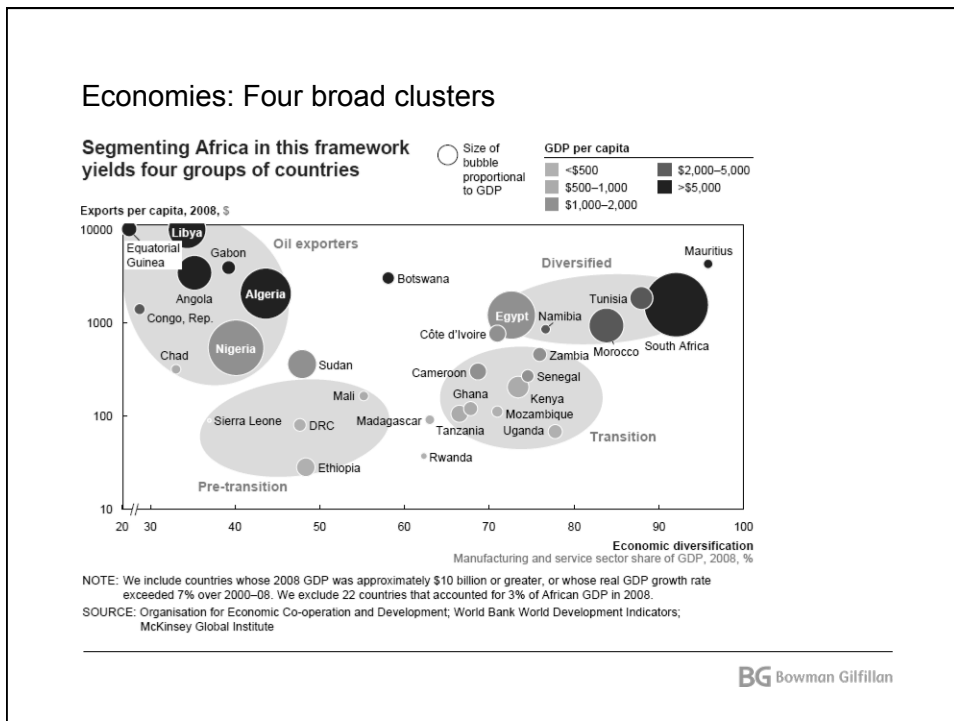 Economies: Four broad clusters
Segmenting Africa in this framework
yields four groups of countries
Size of
bubble
proportional
to GDP
GDP per capita
<$500
$500–1,000
$1,000–2,000
$2,000–5,000
>$5,000
Exports per capita, 2008, $
10000
1000
100
10
Libya
Equatorial
Guinea
Gabon
Oil exporters
Angola
Algeria
Congo, Rep.
Nigeria
Chad
Sudan
Botswana
Mauritius
Diversified
Tunisia
Egypt
Namibia
Côte d'Ivoire
Morocco
South Africa
Zambia
Cameroon
Senegal
Ghana
Kenya
Mali
Madagascar
Mozambique
Sierra Leone
DRC
Tanzania
Uganda
Transition
Rwanda
Ethiopia
Pre-transition
20 30 40 50 60 70 80 90 100
Economic diversification
Manufacturing and service sector share of GDP, 2008, %
NOTE: We include countries whose 2008 GDP was approximately $10 billion or greater, or whose real GDP growth rate
exceeded 7% over 2000–08. We exclude 22 countries that accounted for 3% of African GDP in 2008.
SOURCE: Organisation for Economic Co-operation and Development; World Bank World Development Indicators;
McKinsey Global Institute
BG Bowman Gilfillan